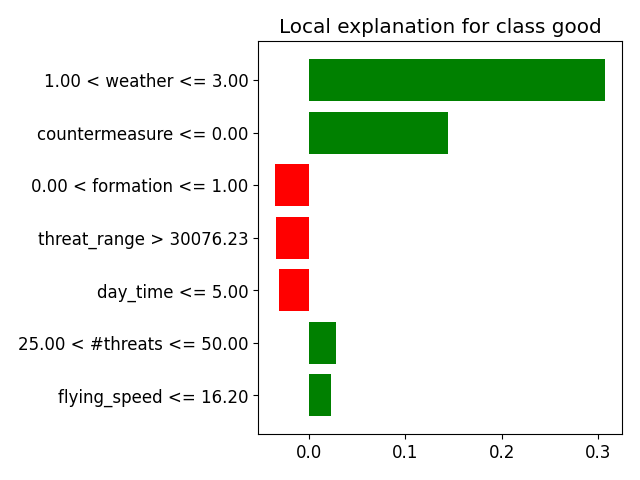 Local explanation for class good
1.00 < weather <= 3.00
countermeasure <= 0.00
0.00 < formation <= 1.00
threat_range > 30076.23
day_time <= 5.00
25.00 < #threats <= 50.00
flying_speed <= 16.20
0.0 0.1 0.2 0.3